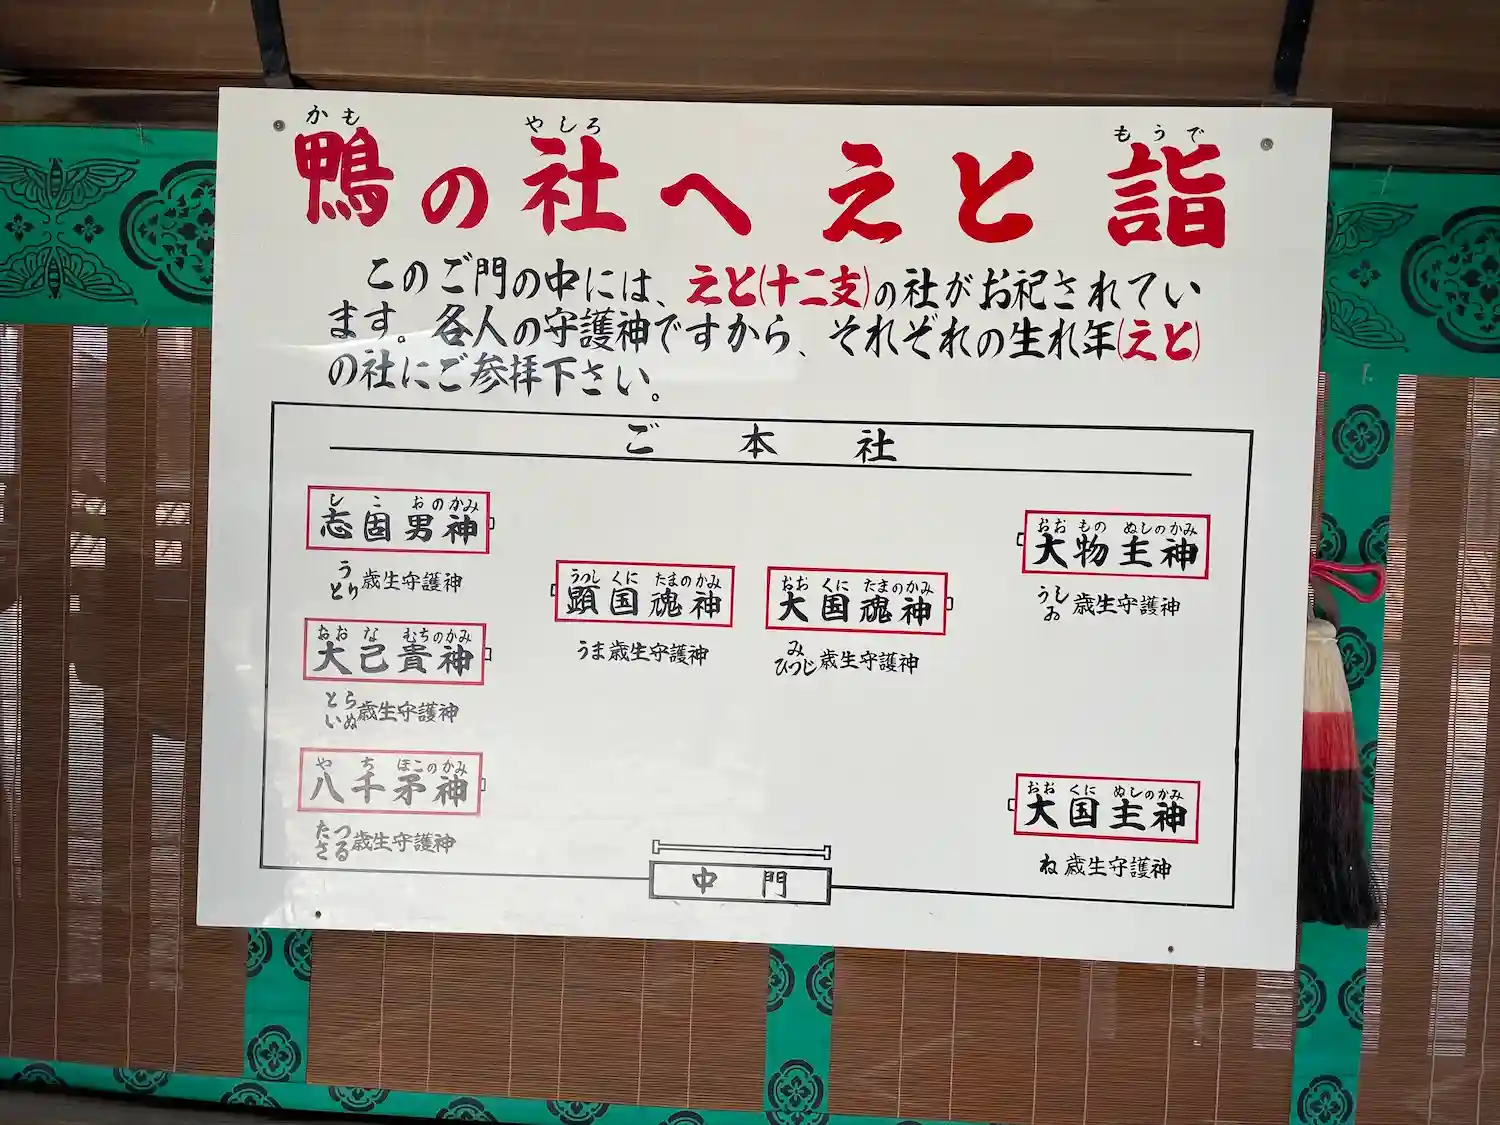 かも やしろ もうで
鴨の社へ えと詣
このご門の中には、えと(十二支)の社がお祀されてい
ます。各人の守護神ですから、それぞれの生れ年(えと)
の社にご参拝下さい。
ご本社
しこおのかみ
志固男神
う
とり歳生守護神
おおなむちのかみ
大己貴神
とら
いぬ歳生守護神
やちほこのかみ
八千矛神
たつ
さる歳生守護神
うつしくにたまのかみ
顕国魂神
うま歳生守護神
おおくにたまのかみ
大国魂神
み
ひつじ歳生守護神
おおものぬしのかみ
大物主神
うし
ゐ歳生守護神
おおくにぬしのかみ
大国主神
ね歳生守護神
中門